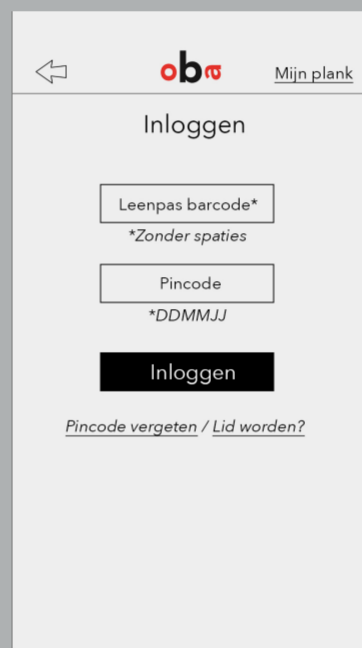 oba
Mijn plank
Inloggen
Leenpas barcode*
*Zonder spaties
Pincode
*DDMMJJ
Inloggen
Pincode vergeten / Lid worden?